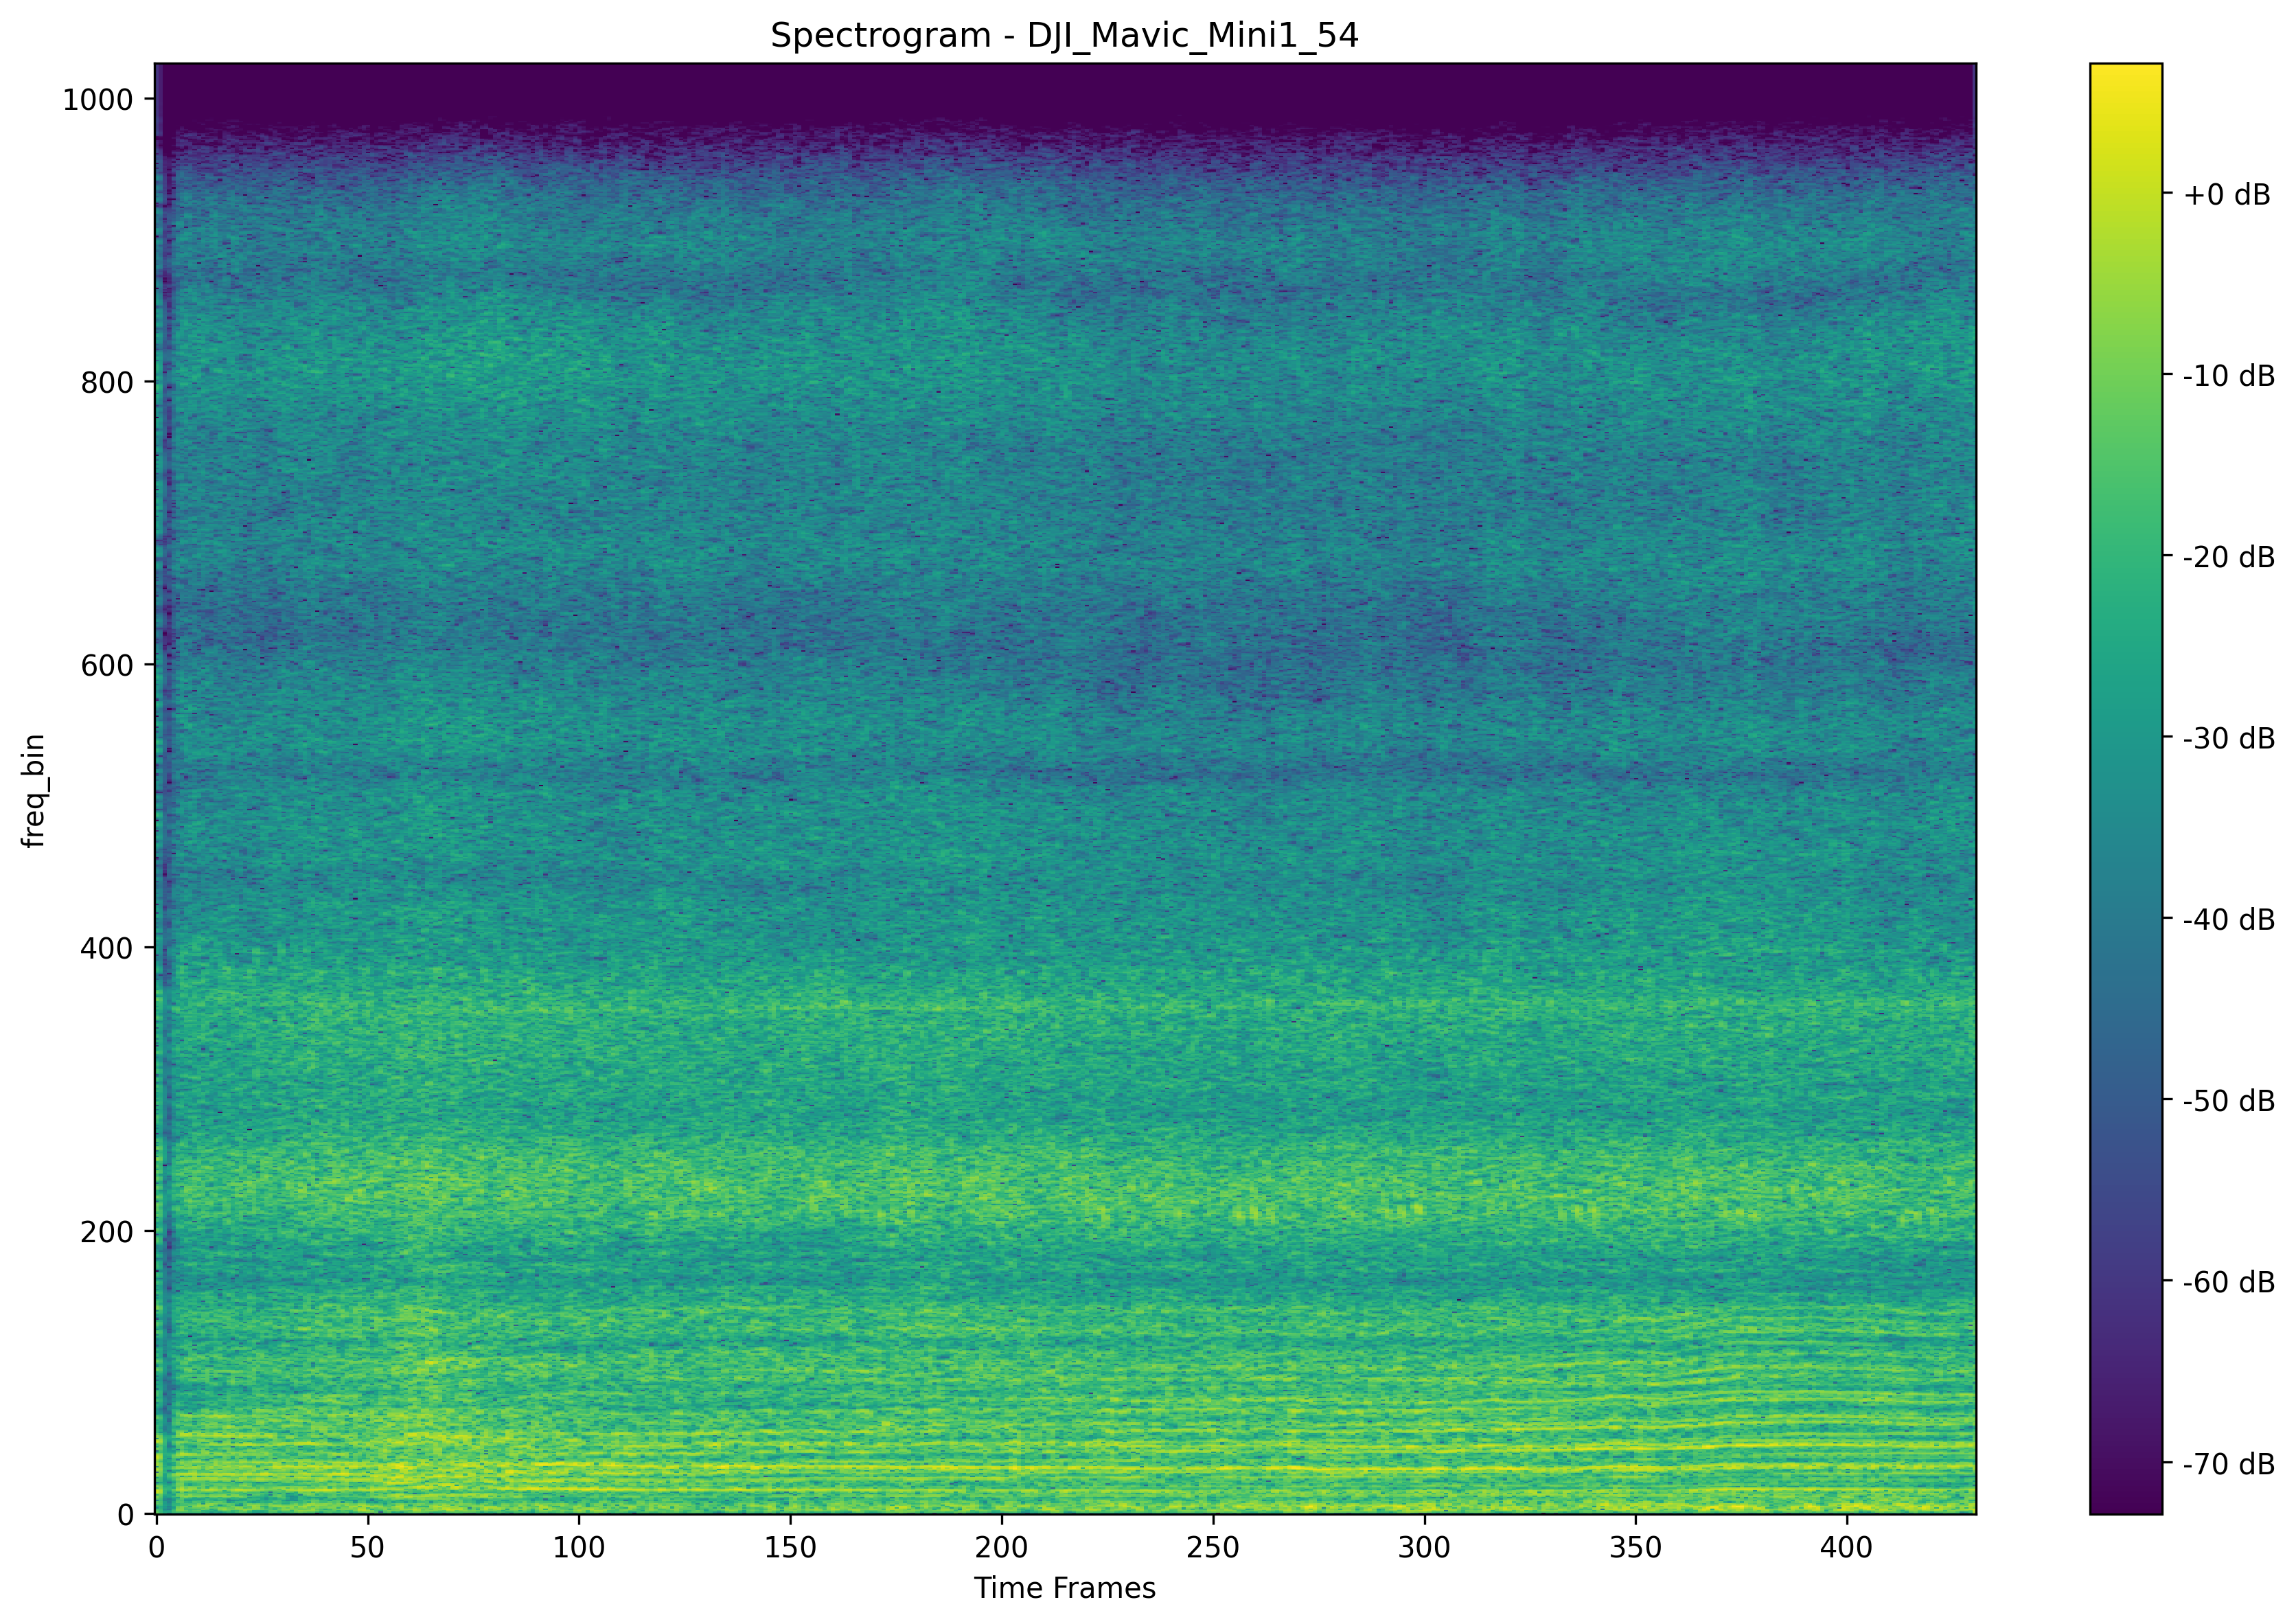 Spectrogram - DJI_Mavic_Mini1_54
1000
800
600
400
200
0
freq_bin
0 50 100 150 200 250 300 350 400
Time Frames
+0 dB
-10 dB
-20 dB
-30 dB
-40 dB
-50 dB
-60 dB
-70 dB